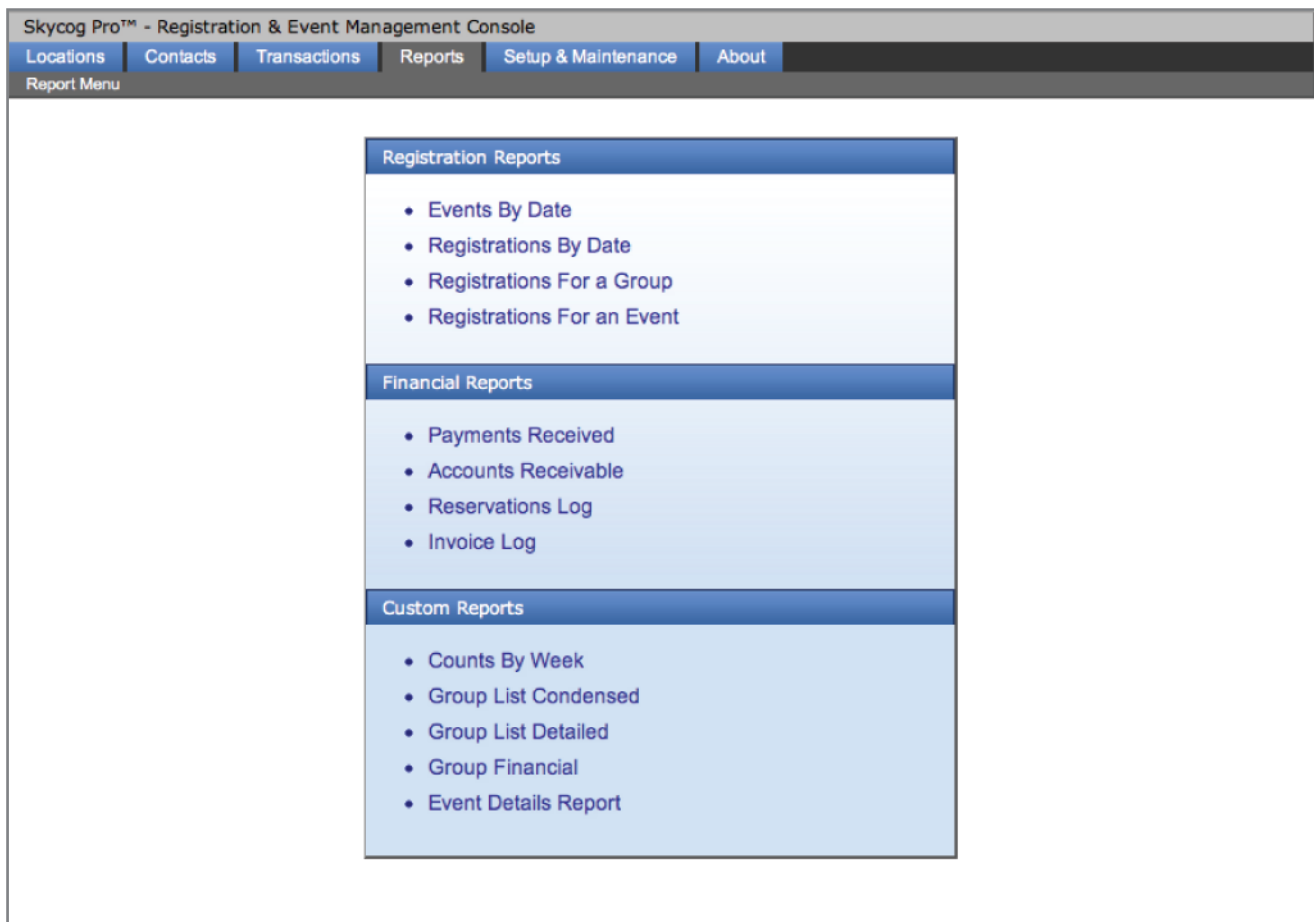 Skycog Pro™ - Registration & Event Management Console
Locations Contacts Transactions Reports Setup & Maintenance About
Report Menu
Registration Reports
• Events By Date
• Registrations By Date
• Registrations For a Group
• Registrations For an Event
Financial Reports
• Payments Received
• Accounts Receivable
• Reservations Log
• Invoice Log
Custom Reports
• Counts By Week
• Group List Condensed
• Group List Detailed
• Group Financial
• Event Details Report